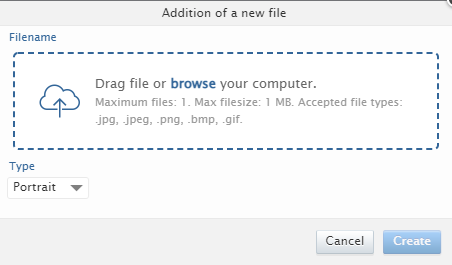 Addition of a new file
Filename
Drag file or browse your computer.
Maximum files: 1. Max filesize: 1 MB. Accepted file types:
.jpg, .jpeg, .png, .bmp, .gif.
Type
Portrait
Cancel
Create